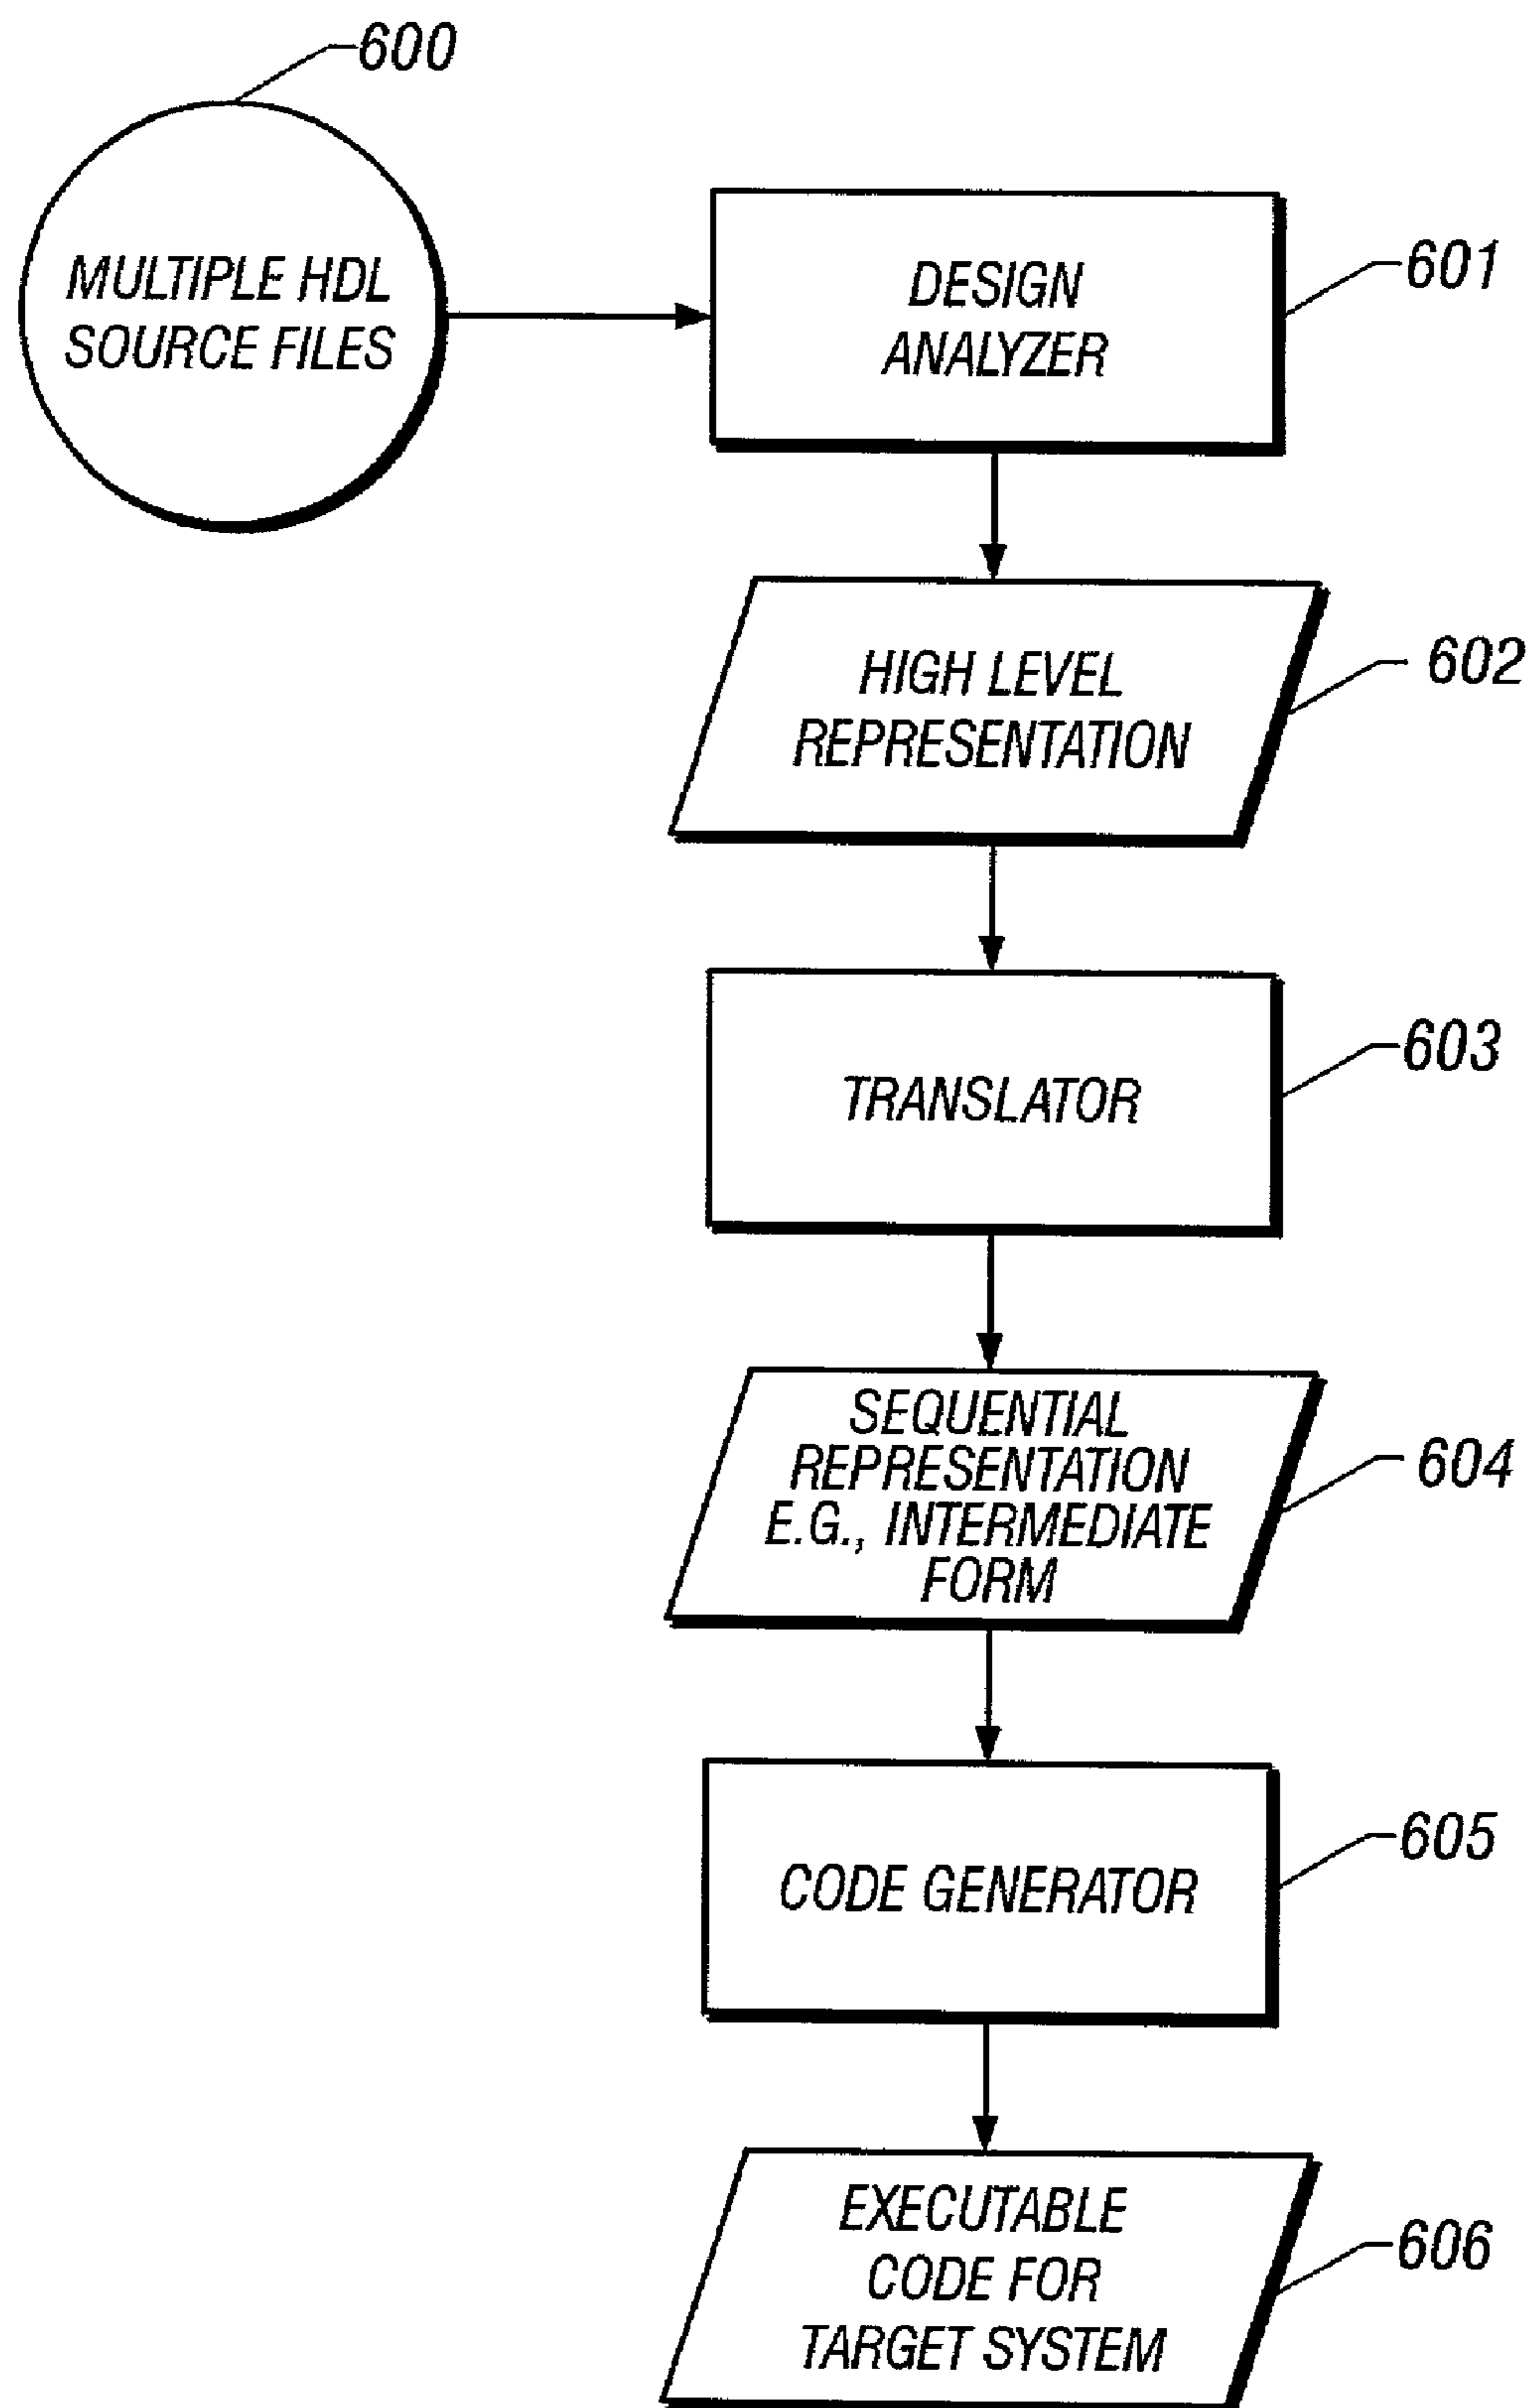 600
MULTIPLE HDL
SOURCE FILES
DESIGN
ANALYZER
601
HIGH LEVEL
REPRESENTATION
602
TRANSLATOR
603
SEQUENTIAL
REPRESENTATION
E.G., INTERMEDIATE
FORM
604
CODE GENERATOR
605
EXECUTABLE
CODE FOR
TARGET SYSTEM
606